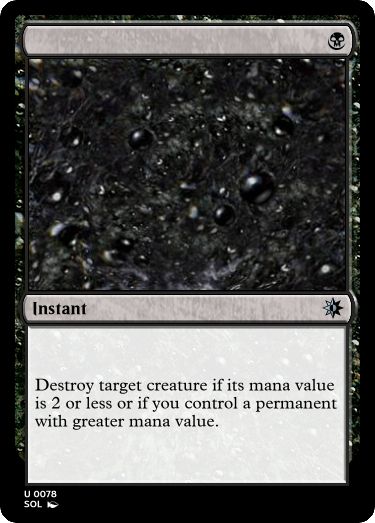 Instant
Destroy target creature if its mana value
is 2 or less or if you control a permanent
with greater mana value.
U 0078
SOL